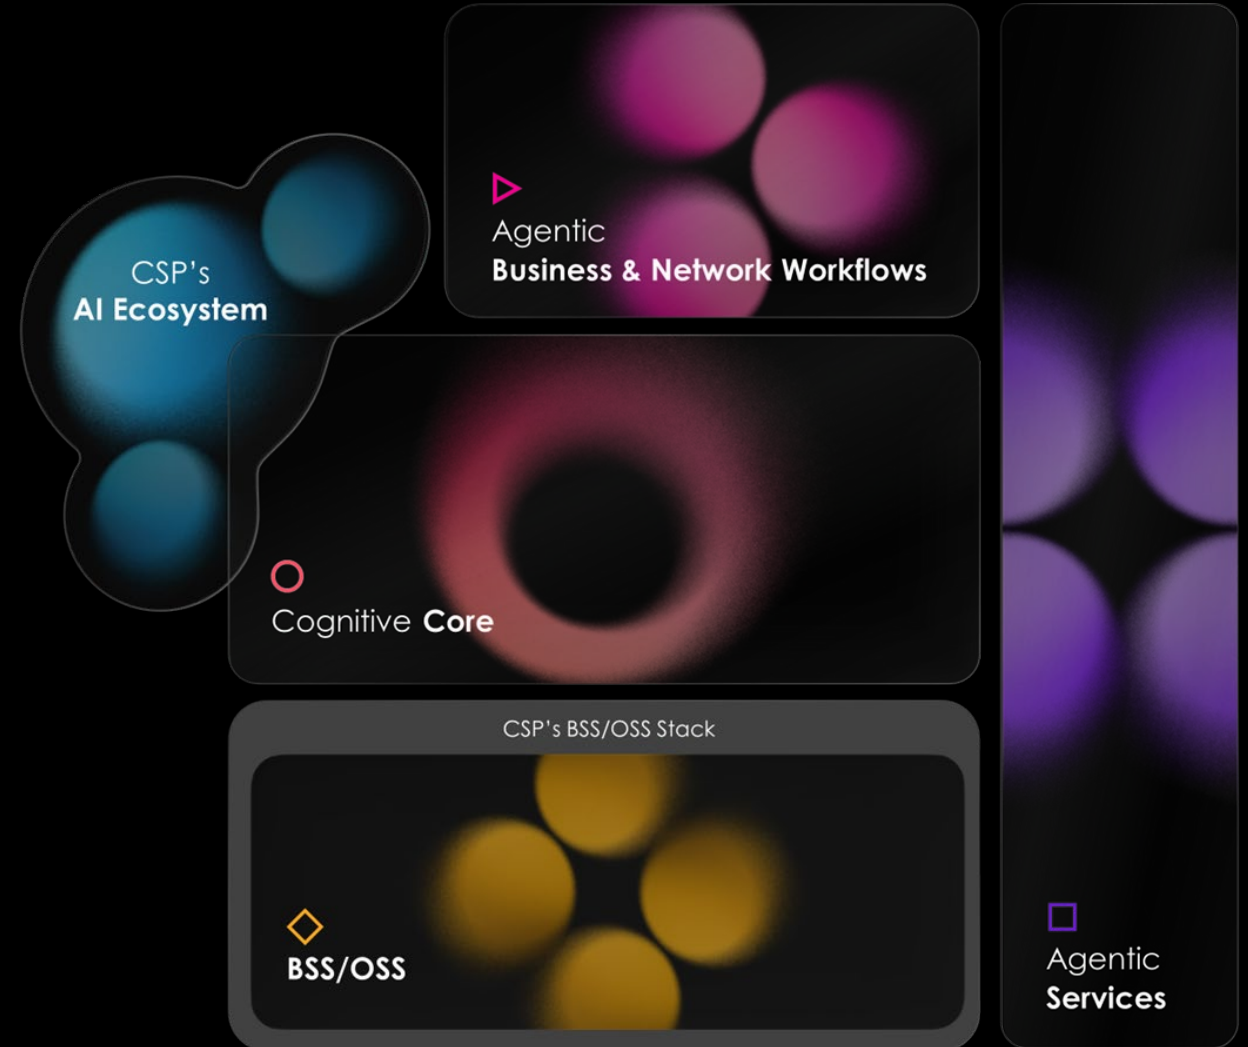 CSP's
AI Ecosystem
Agentic
Business & Network Workflows
Cognitive Core
CSP's BSS/OSS Stack
BSS/OSS
Agentic
Services